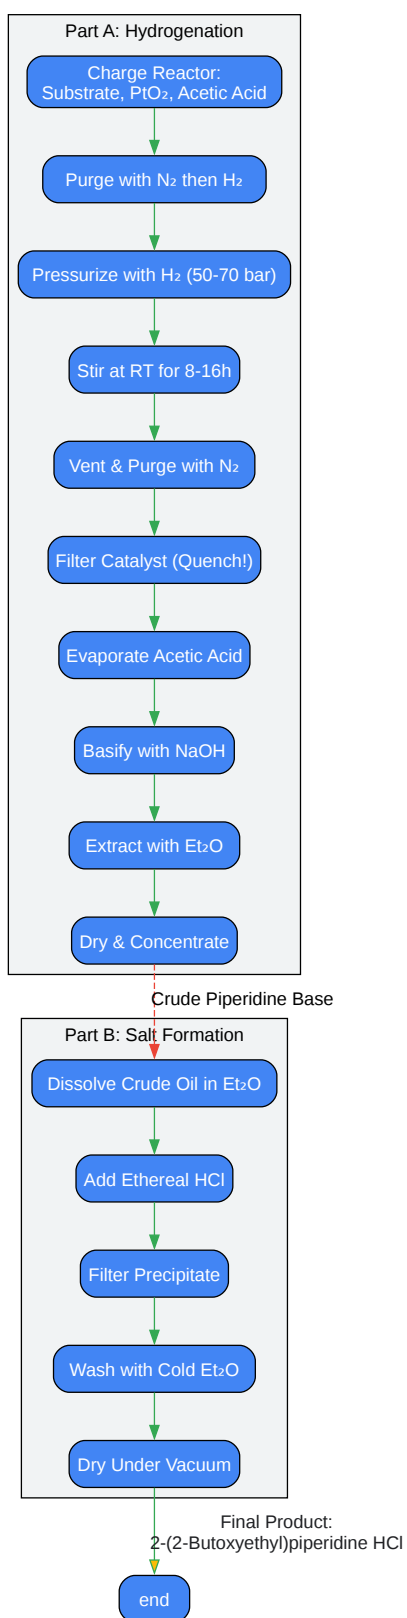 Part A: Hydrogenation
Charge Reactor:
Substrate, PtO₂, Acetic Acid
Purge with N₂ then H₂
Pressurize with H₂ (50-70 bar)
Stir at RT for 8-16h
Vent & Purge with N₂
Filter Catalyst (Quench!)
Evaporate Acetic Acid
Basify with NaOH
Extract with Et₂O
Dry & Concentrate
Crude Piperidine Base
Part B: Salt Formation
Dissolve Crude Oil in Et₂O
Add Ethereal HCl
Filter Precipitate
Wash with Cold Et₂O
Dry Under Vacuum
Final Product:
2-(2-Butoxyethyl)piperidine HCl
end